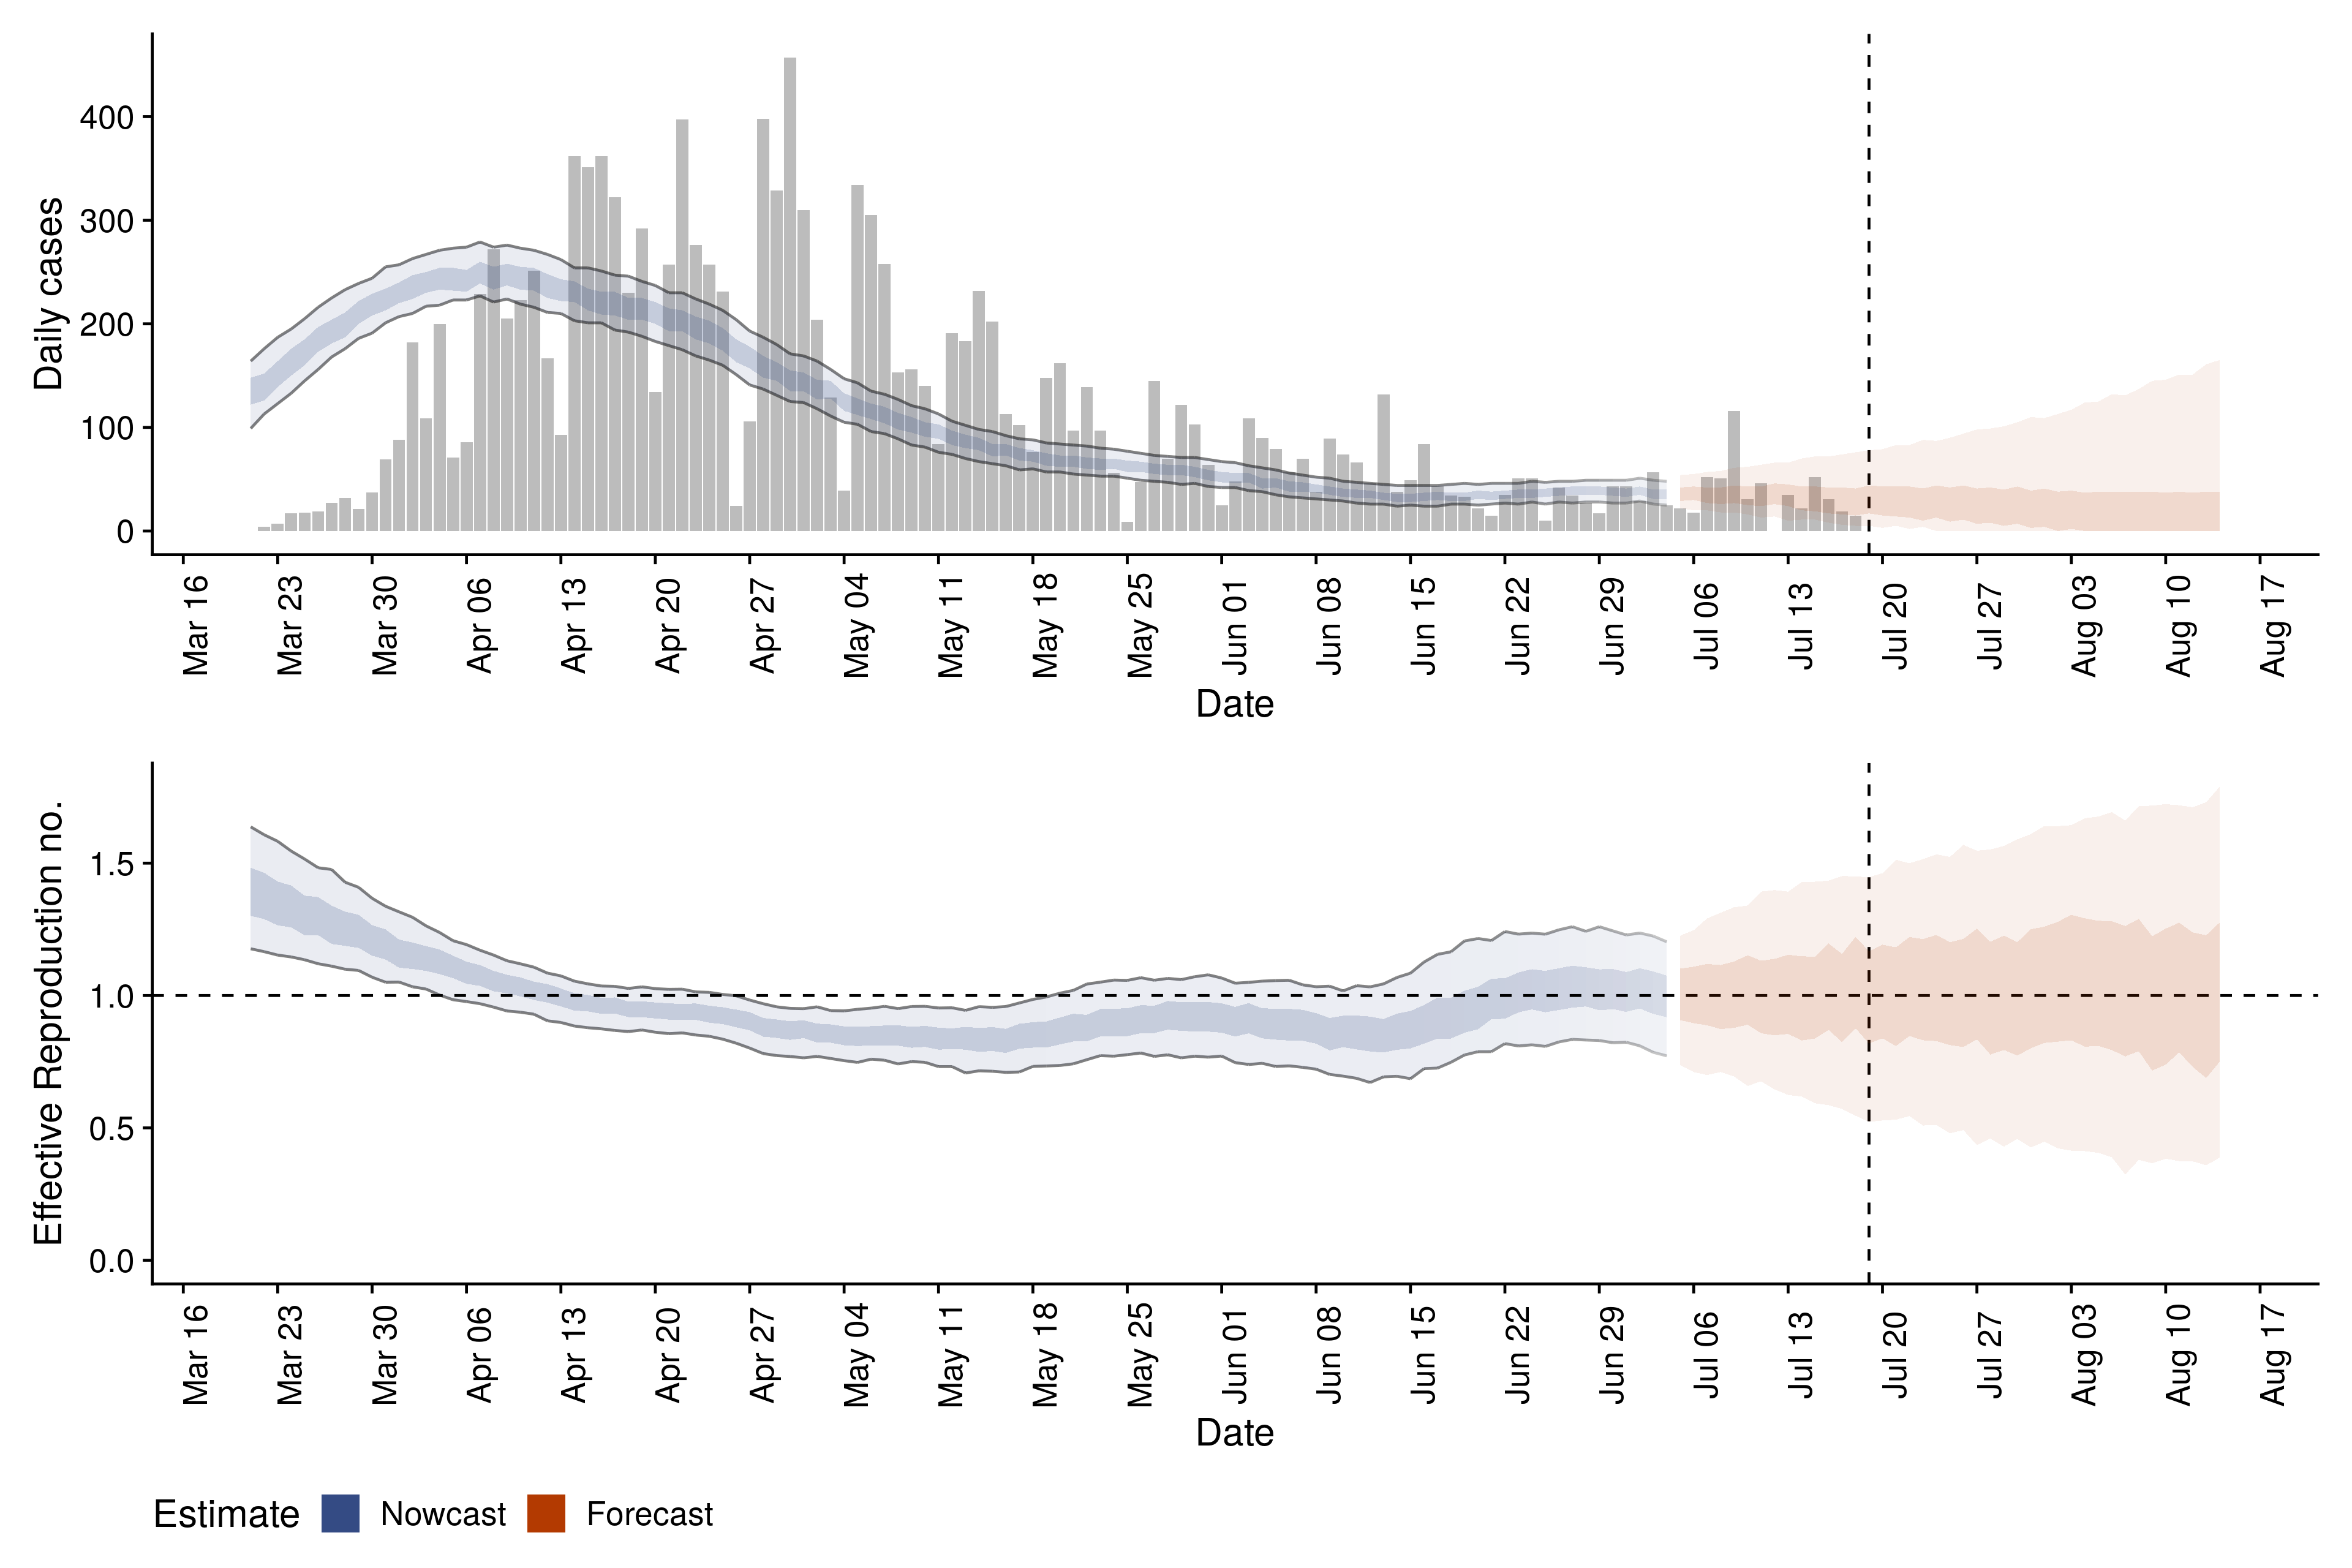 Daily cases
400
300
200
100
0
Mar 16
Mar 23
Mar 30
Apr 06
Apr 13
Apr 20
Apr 27
May 04
May 11
May 18
May 25
Jun 01
Jun 08
Jun 15
Jun 22
Jun 29
Jul 06
Jul 13
Jul 20
Jul 27
Aug 03
Aug 10
Aug 17
Date
Effective Reproduction no.
1.5
1.0
0.5
0.0
Mar 16
Mar 23
Mar 30
Apr 06
Apr 13
Apr 20
Apr 27
May 04
May 11
May 18
May 25
Jun 01
Jun 08
Jun 15
Jun 22
Jun 29
Jul 06
Jul 13
Jul 20
Jul 27
Aug 03
Aug 10
Aug 17
Date
Estimate Nowcast Forecast